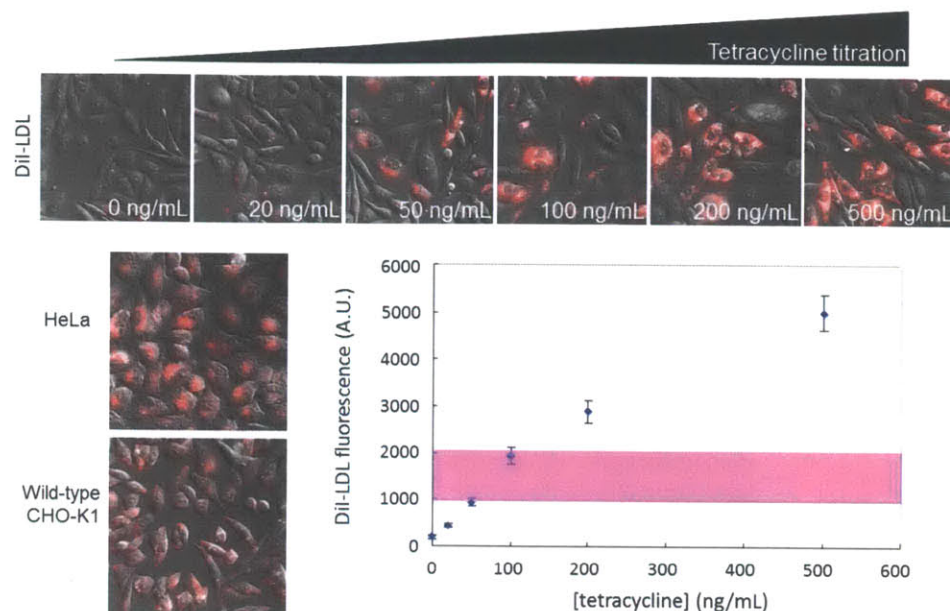 Tetracycline titration
DiI-LDL
0 ng/mL
20 ng/mL
50 ng/mL
100 ng/mL
200 ng/mL
500 ng/mL
HeLa
Wild-type
CHO-K1
DiI-LDL fluorescence (A.U.)
6000
5000
4000
3000
2000
1000
0
0
100
200
300
400
500
600
[tetracycline] (ng/mL)